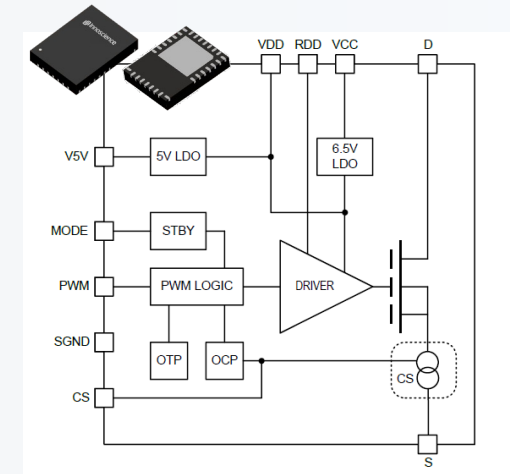 innoscience
VDD RDD VCC D
V5V
5V LDO
6.5V
LDO
MODE
STBY
PWM
PWM LOGIC
DRIVER
SGND
OTP
OCP
CS
CS
S